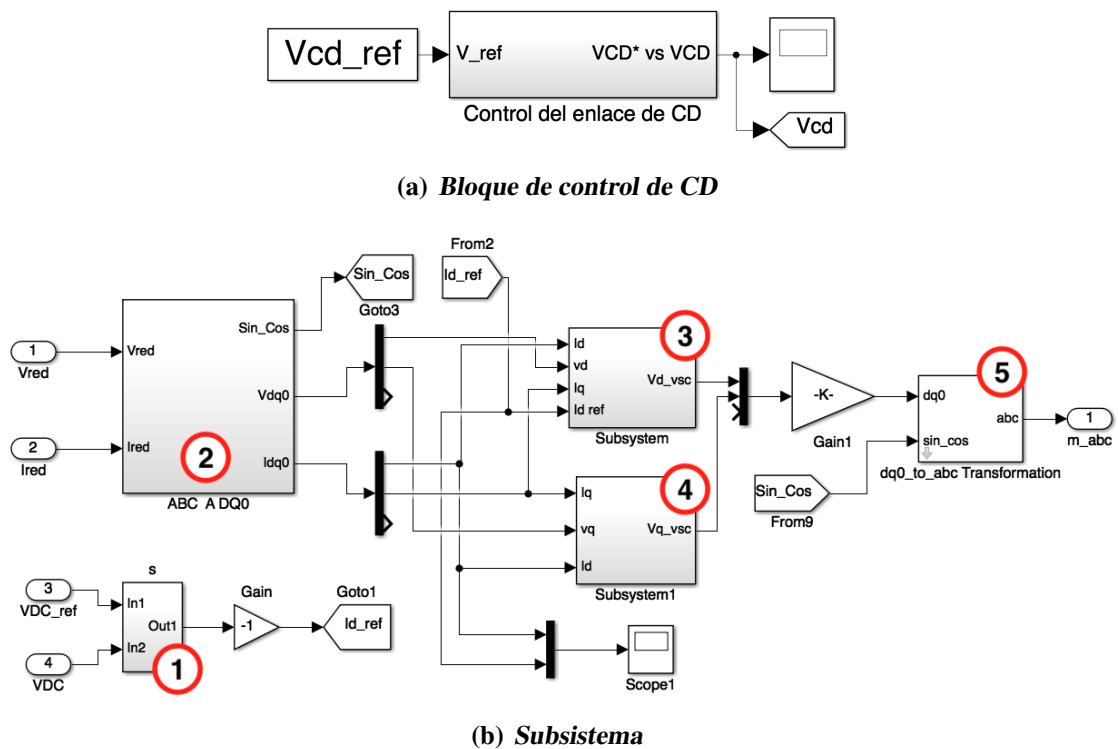 Vcd_ref
V_ref
VCD* vs VCD
Control del enlace de CD
Vcd
(a) Bloque de control de CD
From2
Sin_Cos
Id_ref
Goto3
Sin_Cos
1
Vred
Vred
Vdq0
2
Ired
Ired
Idq0
2
ABC A DQ0
Id
vd
Iq
Id ref
Vd_vsc
3
Subsystem
-K-
Gain1
5
dq0
abc
sin_cos
dq0_to_abc Transformation
1
m_abc
Sin_Cos
From9
Iq
vq
Id
Vq_vsc
4
Subsystem1
s
3
VDC_ref
In1
Out1
In2
4
VDC
1
Gain
-1
Goto1
Id_ref
Scope1
(b) Subsistema